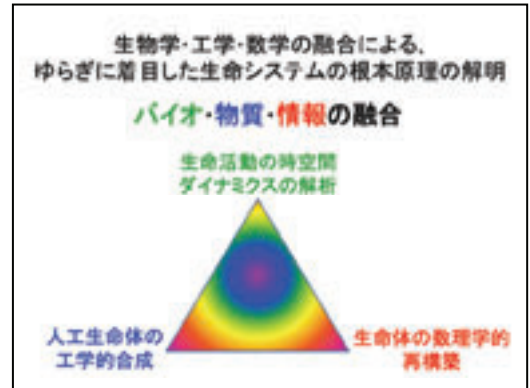 生物学・工学・数学の融合による、
ゆらぎに着目した生命システムの根本原理の解明
バイオ・物質・情報の融合
生命活動の時空間
ダイナミクスの解析
人工生命体の
工学的合成
生命体の数理学的
再構築